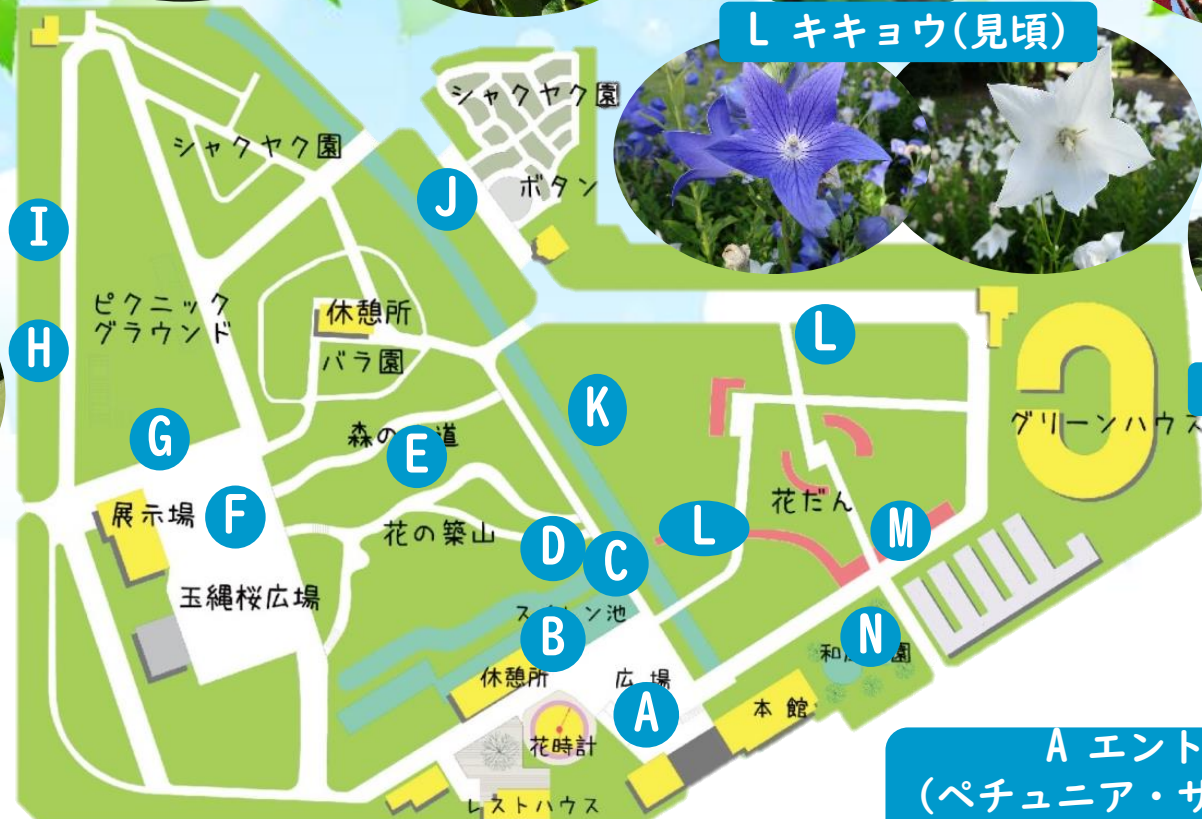 L キキョウ(見頃)
シャクヤク園
シャクヤク園
ボタン
J
I
ピクニック
グラウンド
休憩所
バラ園
H
L
K
グリーンハウス
G
森の
道
E
展示場
F
花の築山
D
C
L
花だん
M
玉縄桜広場
ス
ン池
B
休憩所
広場
A
N
園
本館
花時計
レストハウス
A エント
(ペチュニア・サ